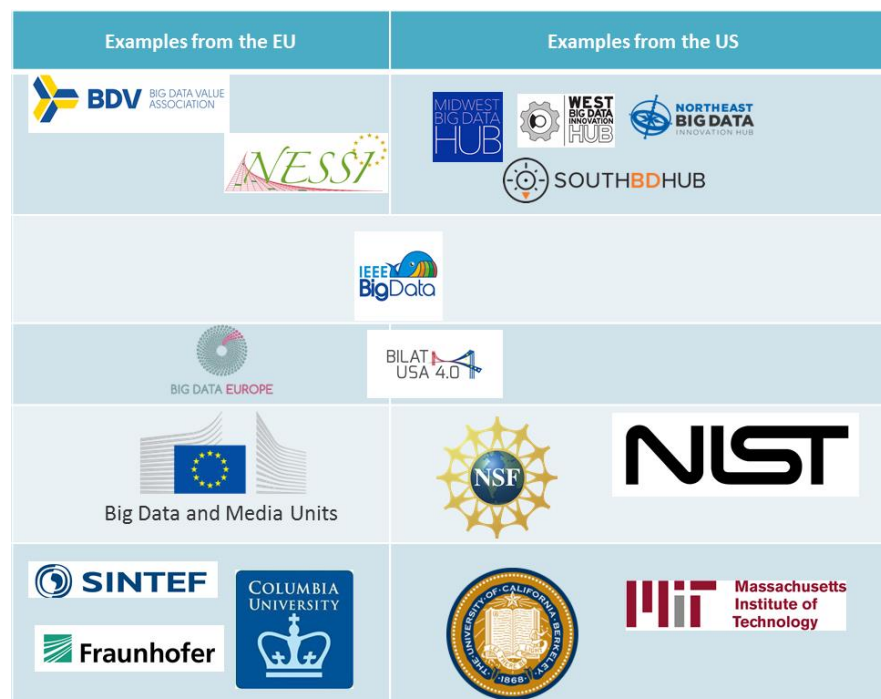 Examples from the EU
Examples from the US
BDV BIG DATA VALUE
ASSOCIATION
NESSI
MIDWEST
BIG DATA
HUB
WEST
BIG DATA
INNOVATION
HUB
NORTHEAST
BIG DATA
INNOVATION HUB
SOUTHBDHUB
IEEE
BigData
BIG DATA EUROPE
BILAT
USA 4.0
Big Data and Media Units
NSF
NIST
SINTEF
Fraunhofer
COLUMBIA
UNIVERSITY
THE·UNIVERSITY·OF·CALIFORNIA·BERKELEY
·1868·
MIT Massachusetts
Institute of
Technology